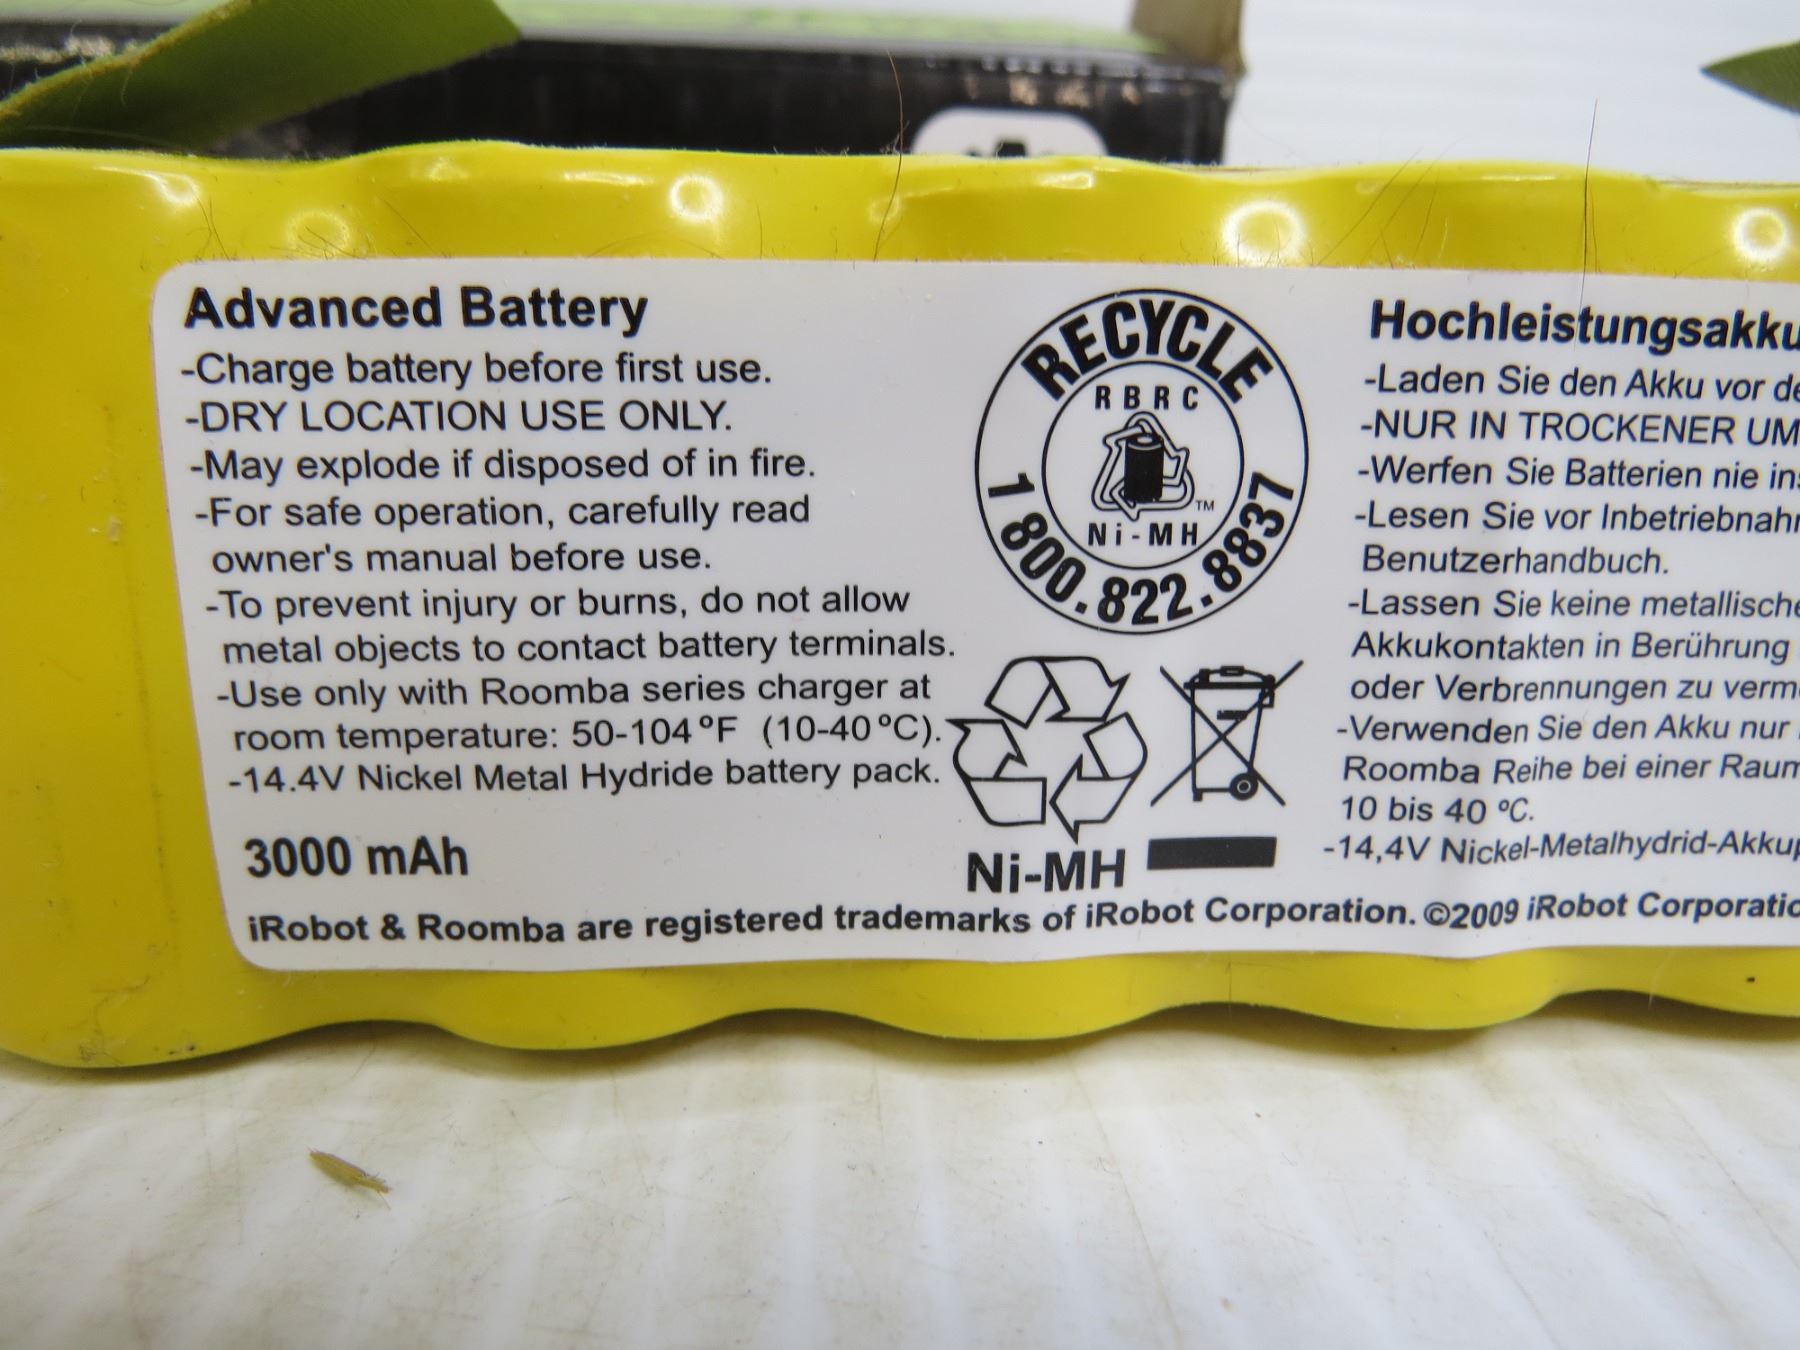 Advanced Battery
-Charge battery before first use.
-DRY LOCATION USE ONLY.
-May explode if disposed of in fire.
-For safe operation, carefully read
owner's manual before use.
-To prevent injury or burns, do not allow
metal objects to contact battery terminals.
-Use only with Roomba series charger at
room temperature: 50-104°F (10-40°C).
-14.4V Nickel Metal Hydride battery pack.
3000 mAh
RECYCLE
RBRC
Ni-MH
TM
1 800.822.8837
Ni-MH
Hochleistungsakku
-Laden Sie den Akku vor
-NUR IN TROCKENER
-Werfen Sie Batterien nie
-Lesen Sie vor
Benutzerhandbuch.
-Lassen Sie keine
Akkukontakten in Berührung
oder Verbrennungen zu
-Verwenden Sie den Akku nur
Roomba Reihe bei einer
10 bis 40 °C.
-14,4V
iRobot & Roomba are registered trademarks of iRobot Corporation. ©2009 iRobot